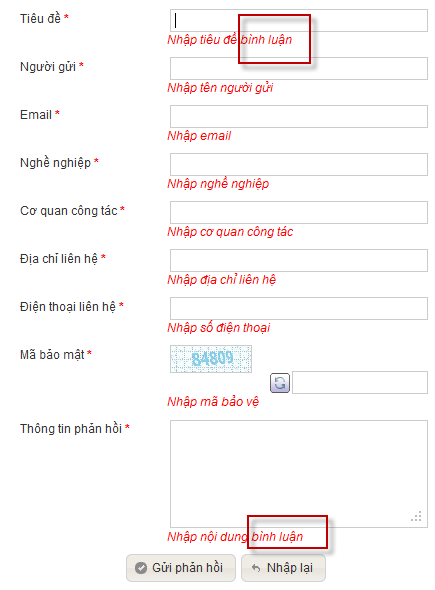 Tiêu đề *
Nhập tiêu đề bình luận
Người gửi *
Nhập tên người gửi
Email *
Nhập email
Nghề nghiệp *
Nhập nghề nghiệp
Cơ quan công tác *
Nhập cơ quan công tác
Địa chỉ liên hệ *
Nhập địa chỉ liên hệ
Điện thoại liên hệ *
Nhập số điện thoại
Mã bảo mật * 84809
Nhập mã bảo vệ
Thông tin phản hồi *
Nhập nội dung bình luận
Gửi phản hồi Nhập lại